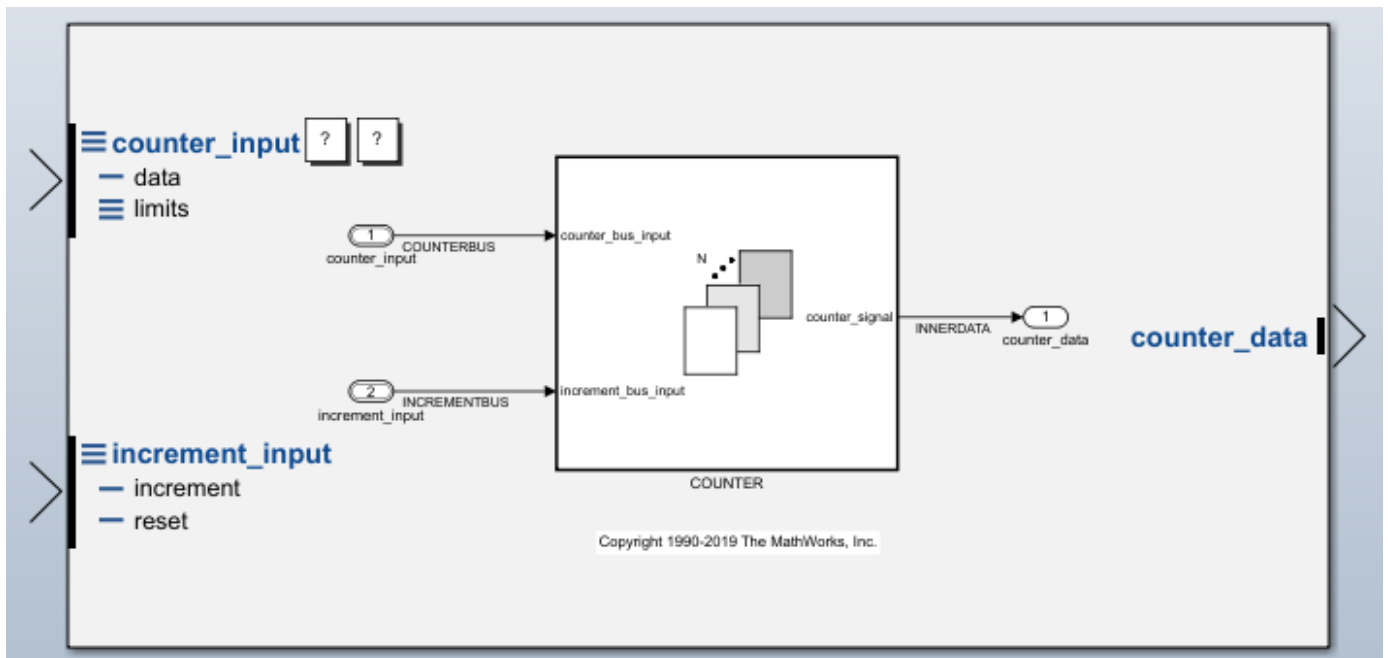 counter_input ? ?
data
limits
1
COUNTERBUS
counter_input
counter_bus_input
N
counter_signal
INNERDATA
1
counter_data
counter_data
2
INCREMENTBUS
increment_input
increment_bus_input
COUNTER
increment_input
increment
reset
Copyright 1990-2019 The MathWorks, Inc.